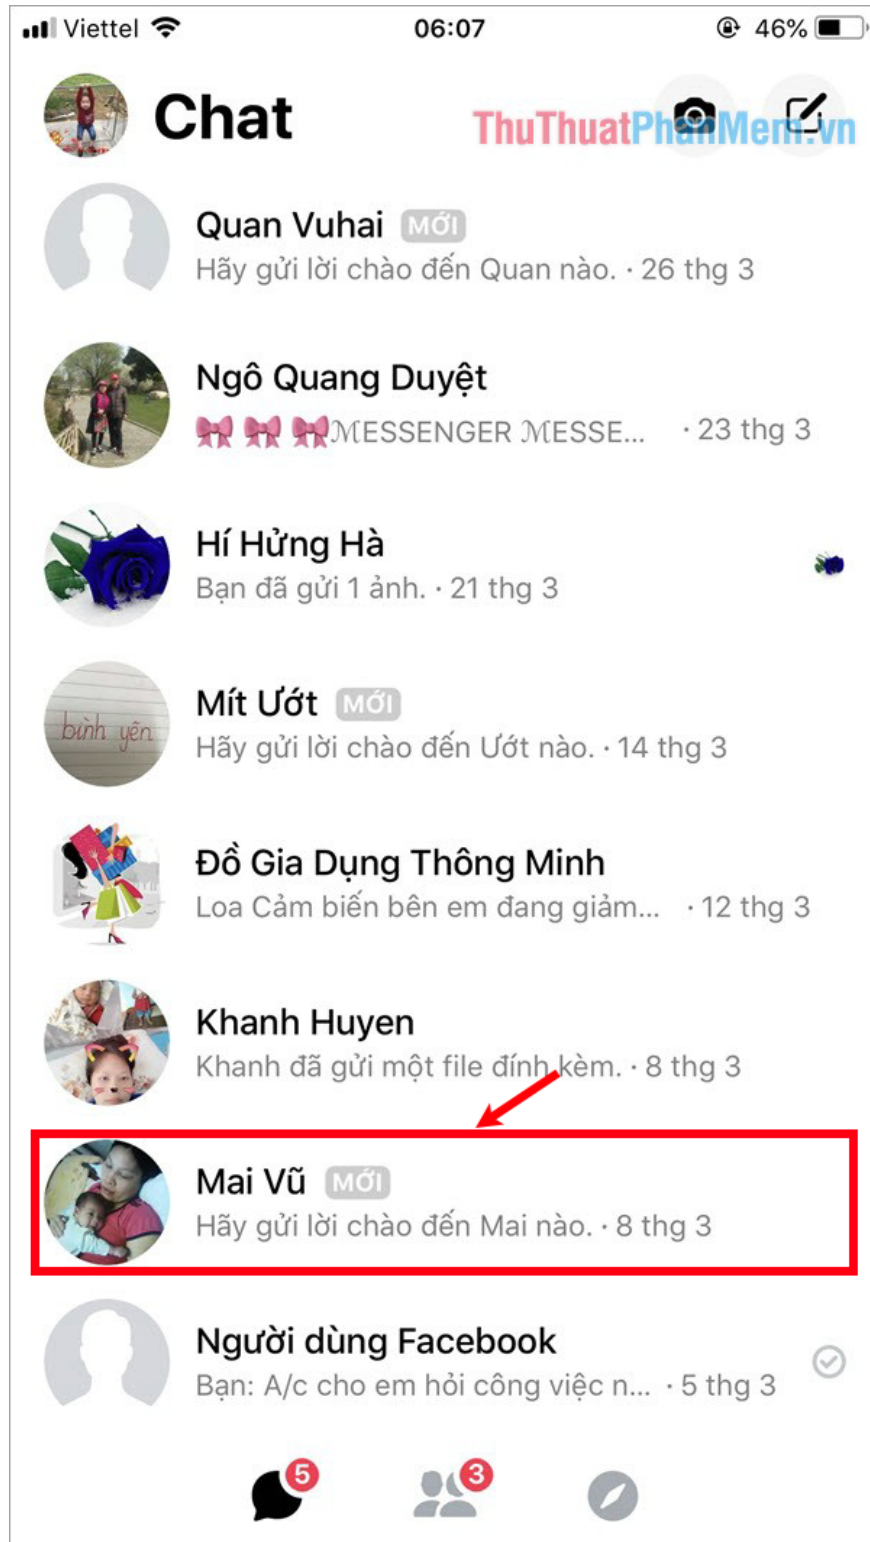 Viettel 06:07 46%
Chat
ThuThuatPhanMem.vn
Quan Vuhai MỚI
Hãy gửi lời chào đến Quan nào. · 26 thg 3
Ngô Quang Duyệt
🎀 🎀 🎀ℳESSENGER ℳESSE... · 23 thg 3
Hí Hửng Hà
Bạn đã gửi 1 ảnh. · 21 thg 3
bình yên
Mít Ướt MỚI
Hãy gửi lời chào đến Ướt nào. · 14 thg 3
Đồ Gia Dụng Thông Minh
Loa Cảm biến bên em đang giảm... · 12 thg 3
Khanh Huyen
Khanh đã gửi một file đính kèm. · 8 thg 3
Mai Vũ MỚI
Hãy gửi lời chào đến Mai nào. · 8 thg 3
Người dùng Facebook
Bạn: A/c cho em hỏi công việc n... · 5 thg 3
5 3